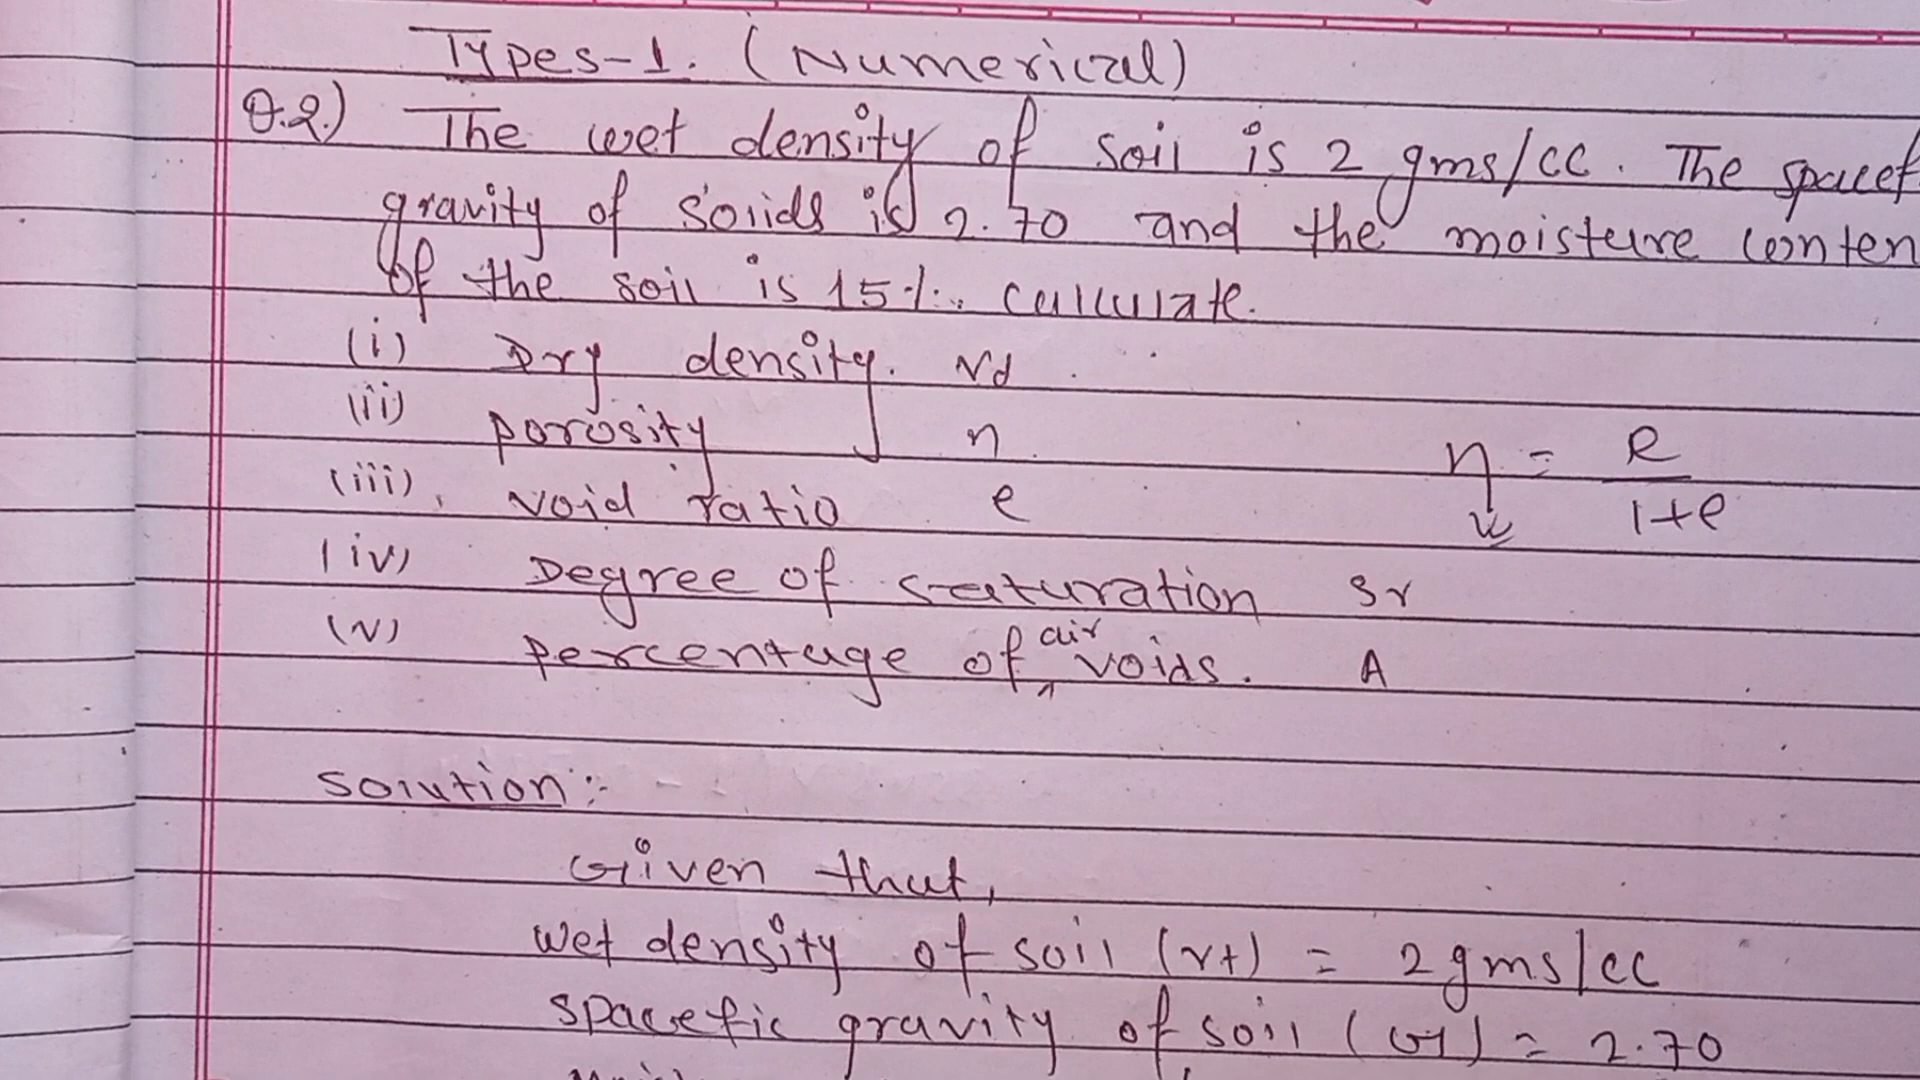 Types-1. (Numerical)
Q.2.) The wet density of soil is 2 gms/cc. The spacef
gravity of solids is 2.70 and the moisture conten
of the soil is 15%. calculate.
(i) Dry density. γd
(ii) porosity n
η = e / 1+e
(iii) void ratio e
(iv) Degree of saturation Sr
(v) percentage of air voids. A
Solution:-
Given that,
wet density of soil (γt) = 2 gms/cc
spacefic gravity of soil (G) = 2.70